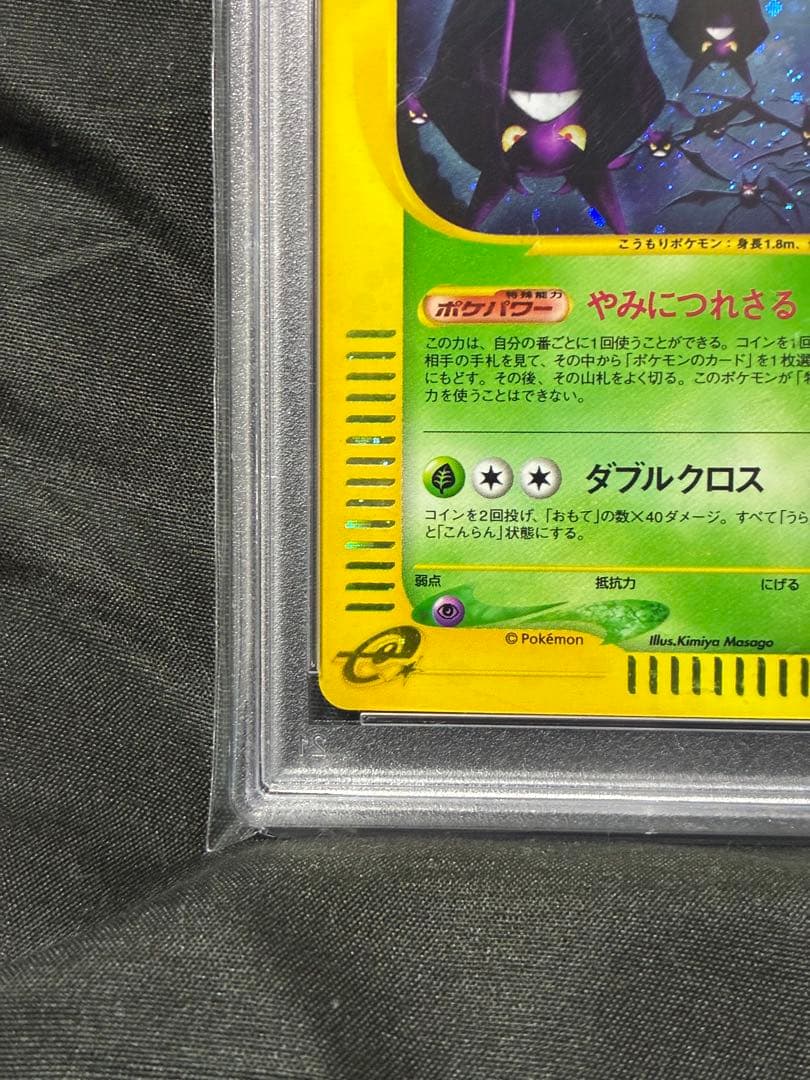 こうもりポケモン：身長1.8m、
特殊能力
ポケパワー やみにつれさる
この力は、自分の番ごとに1回使うことができる。コインを1回
相手の手札を見て、その中から「ポケモンのカード」を1枚選
にもどす。その後、その山札をよく切る。このポケモンが「特
力を使うことはできない。
ダブルクロス
コインを2回投げ、「おもて」の数×40ダメージ。すべて「うら
と「こんらん」状態にする。
弱点 抵抗力 にげる
©Pokémon Illus.Kimiya Masago
e
21